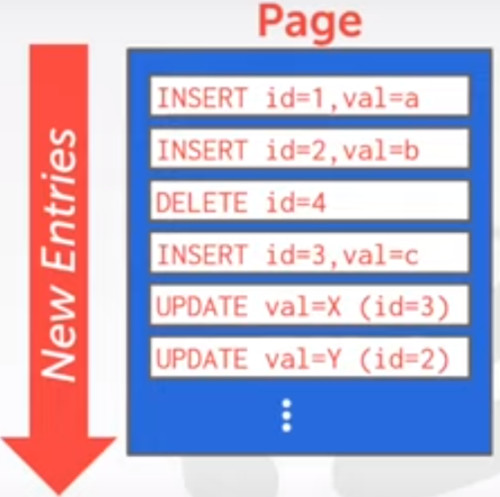 Page
New Entries
INSERT id=1,val=a
INSERT id=2,val=b
DELETE id=4
INSERT id=3,val=c
UPDATE val=X (id=3)
UPDATE val=Y (id=2)